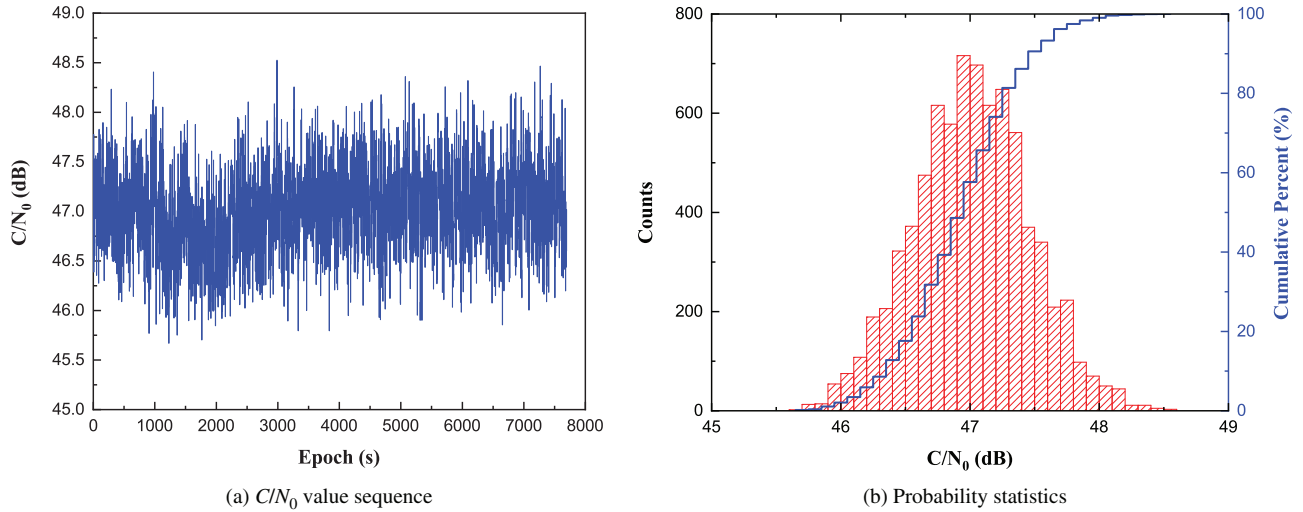 49.0
48.5
48.0
47.5
47.0
46.5
46.0
45.5
45.0
C/N0 (dB)
0 1000 2000 3000 4000 5000 6000 7000 8000
Epoch (s)
(a) C/N0 value sequence
800
600
400
200
0
Counts
100
80
60
40
20
0
Cumulative Percent (%)
45 46 47 48 49
C/N0 (dB)
(b) Probability statistics